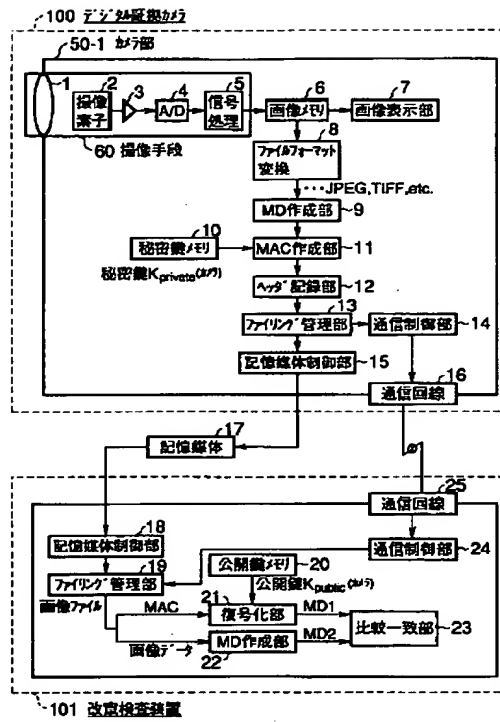 100 デジタル証拠カメラ
50-1 カメラ部
1
2
撮像
素子
3
4
A/D
5
信号
処理
6
画像メモリ
7
画像表示部
60 撮像手段
8
ファイルフォーマット
変換
・・・JPEG,TIFF,etc.
MD作成部
9
10
秘密鍵メモリ
秘密鍵Kprivate(カメラ)
MAC作成部
11
ヘッダ記録部
12
13
ファイリング管理部
通信制御部
14
15
記憶媒体制御部
16
通信回線
17
記憶媒体
25
通信回線
18
記憶媒体制御部
通信制御部
24
19
ファイリング管理部
公開鍵メモリ
20
公開鍵Kpublic(カメラ)
画像ファイル
MAC
21
復号化部
MD1
画像データ
MD作成部
22
MD2
比較一致部
23
101 改竄検査装置